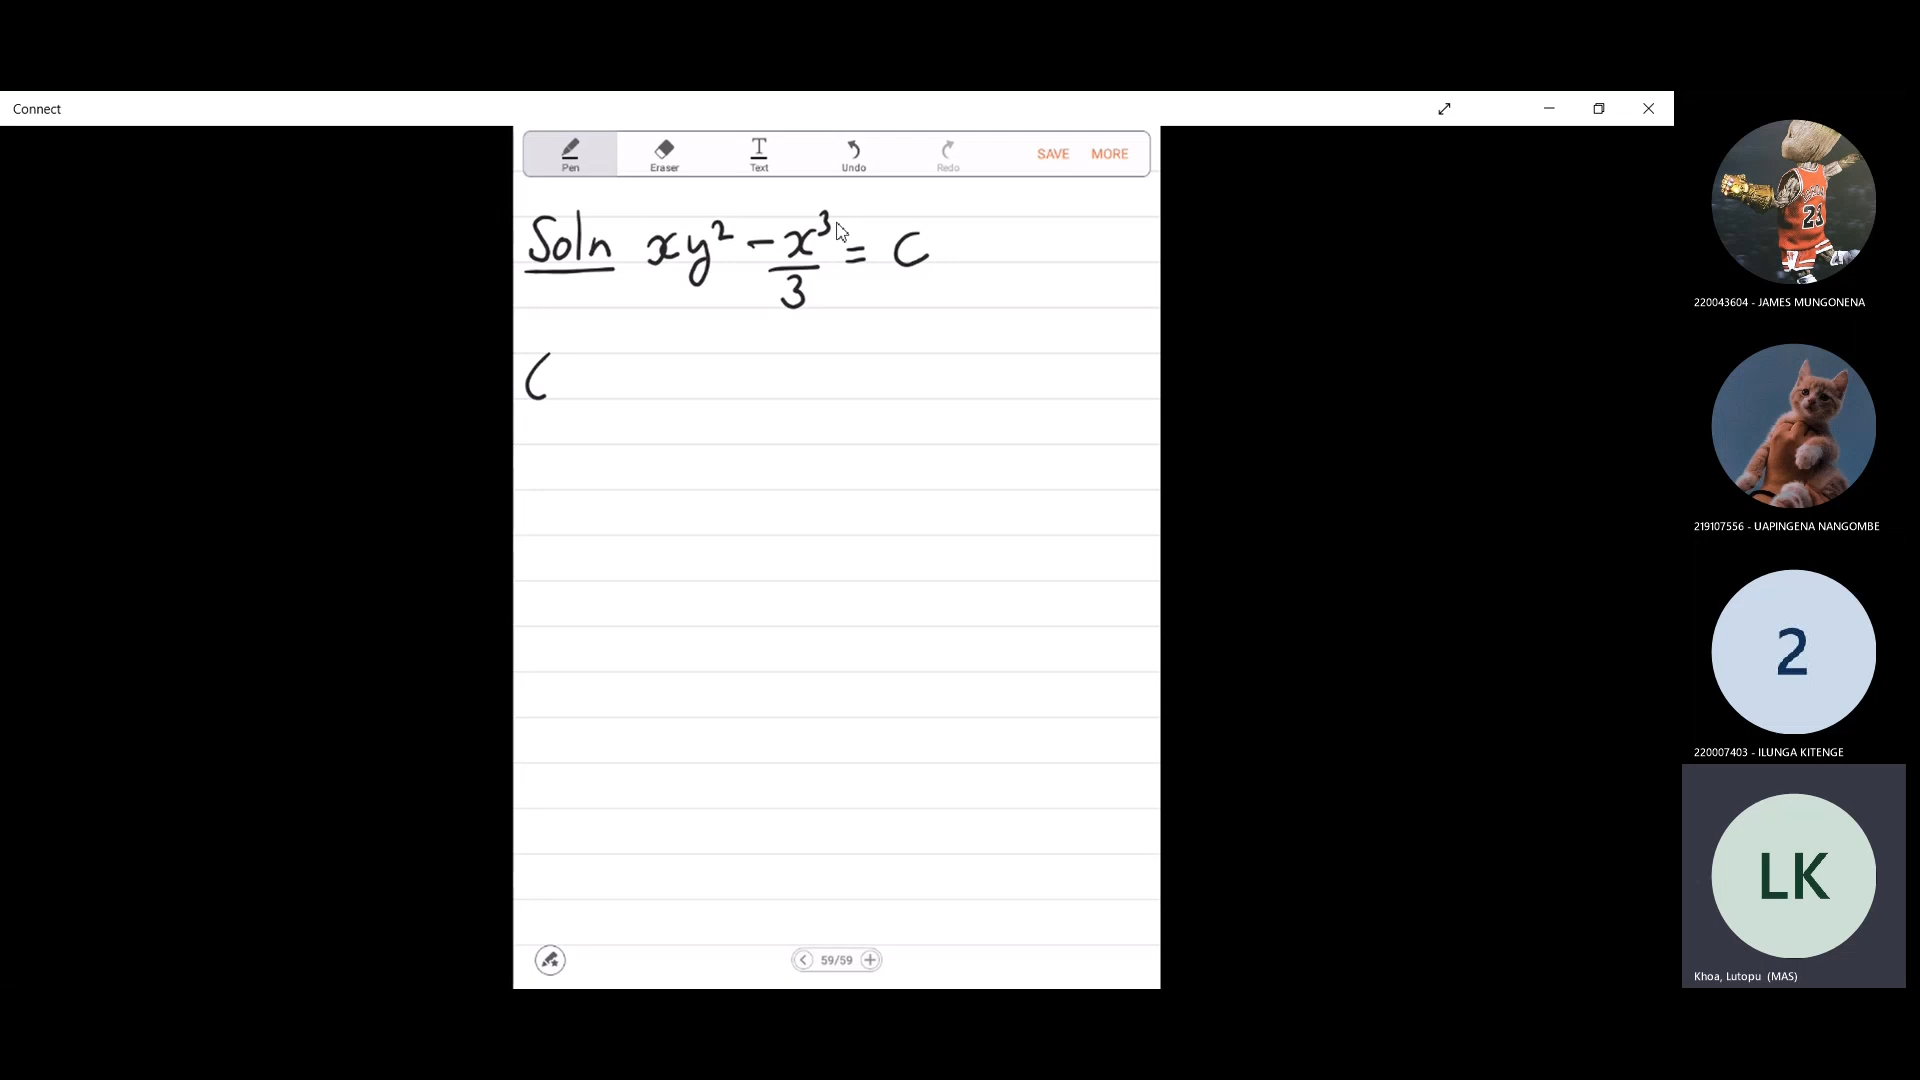 Connect
Pen
Eraser
T
Text
Undo
Redo
SAVE
MORE
Soln xy² - x³/3 = C
(
59/59
23
220043604 - JAMES MUNGONENA
219107556 - UAPINGENA NANGOMBE
2
220007403 - ILUNGA KITENGE
LK
Khoa, Lutopu (MAS)